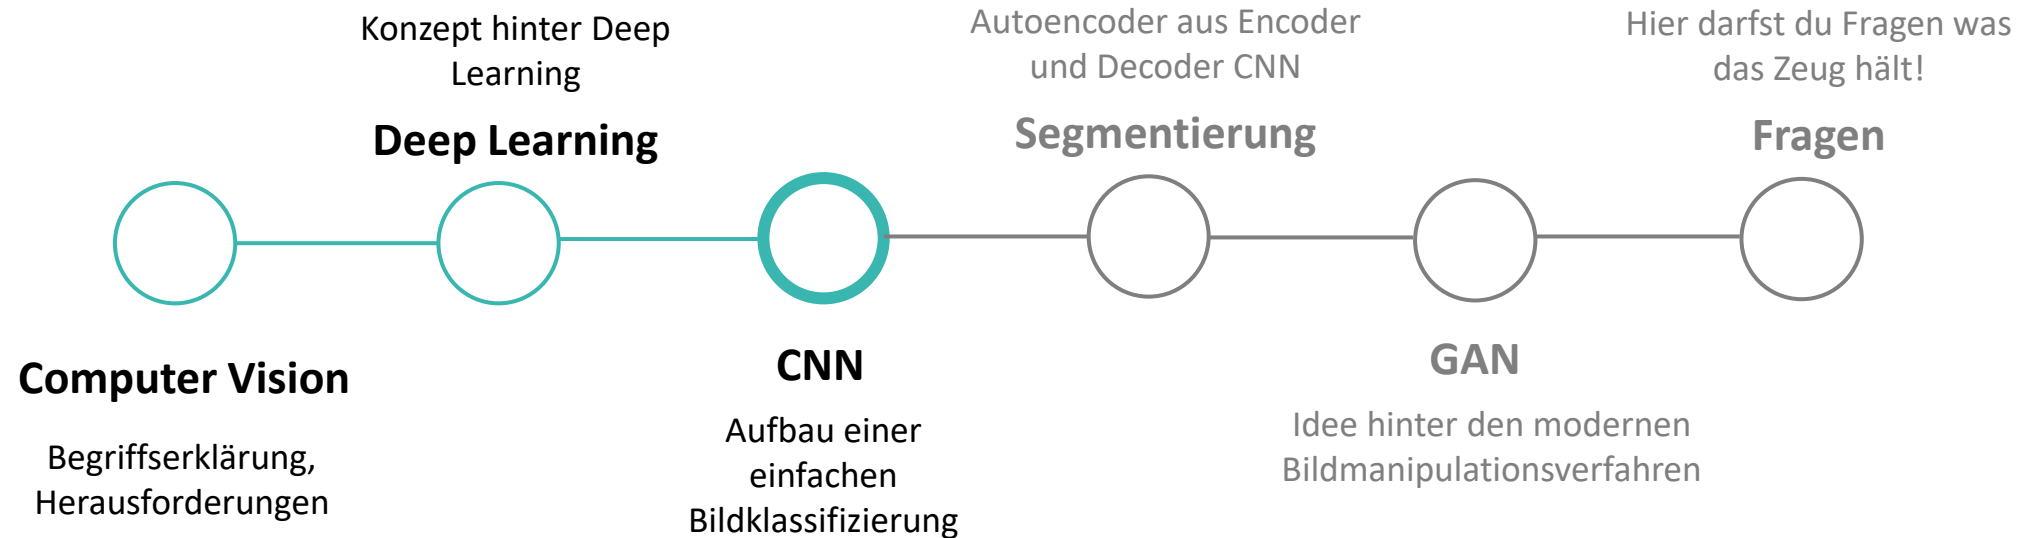 Konzept hinter Deep
Learning
Deep Learning
Autoencoder aus Encoder
und Decoder CNN
Segmentierung
Hier darfst du Fragen was
das Zeug hält!
Fragen
Computer Vision
Begriffserklärung,
Herausforderungen
CNN
Aufbau einer
einfachen
Bildklassifizierung
GAN
Idee hinter den modernen
Bildmanipulationsverfahren